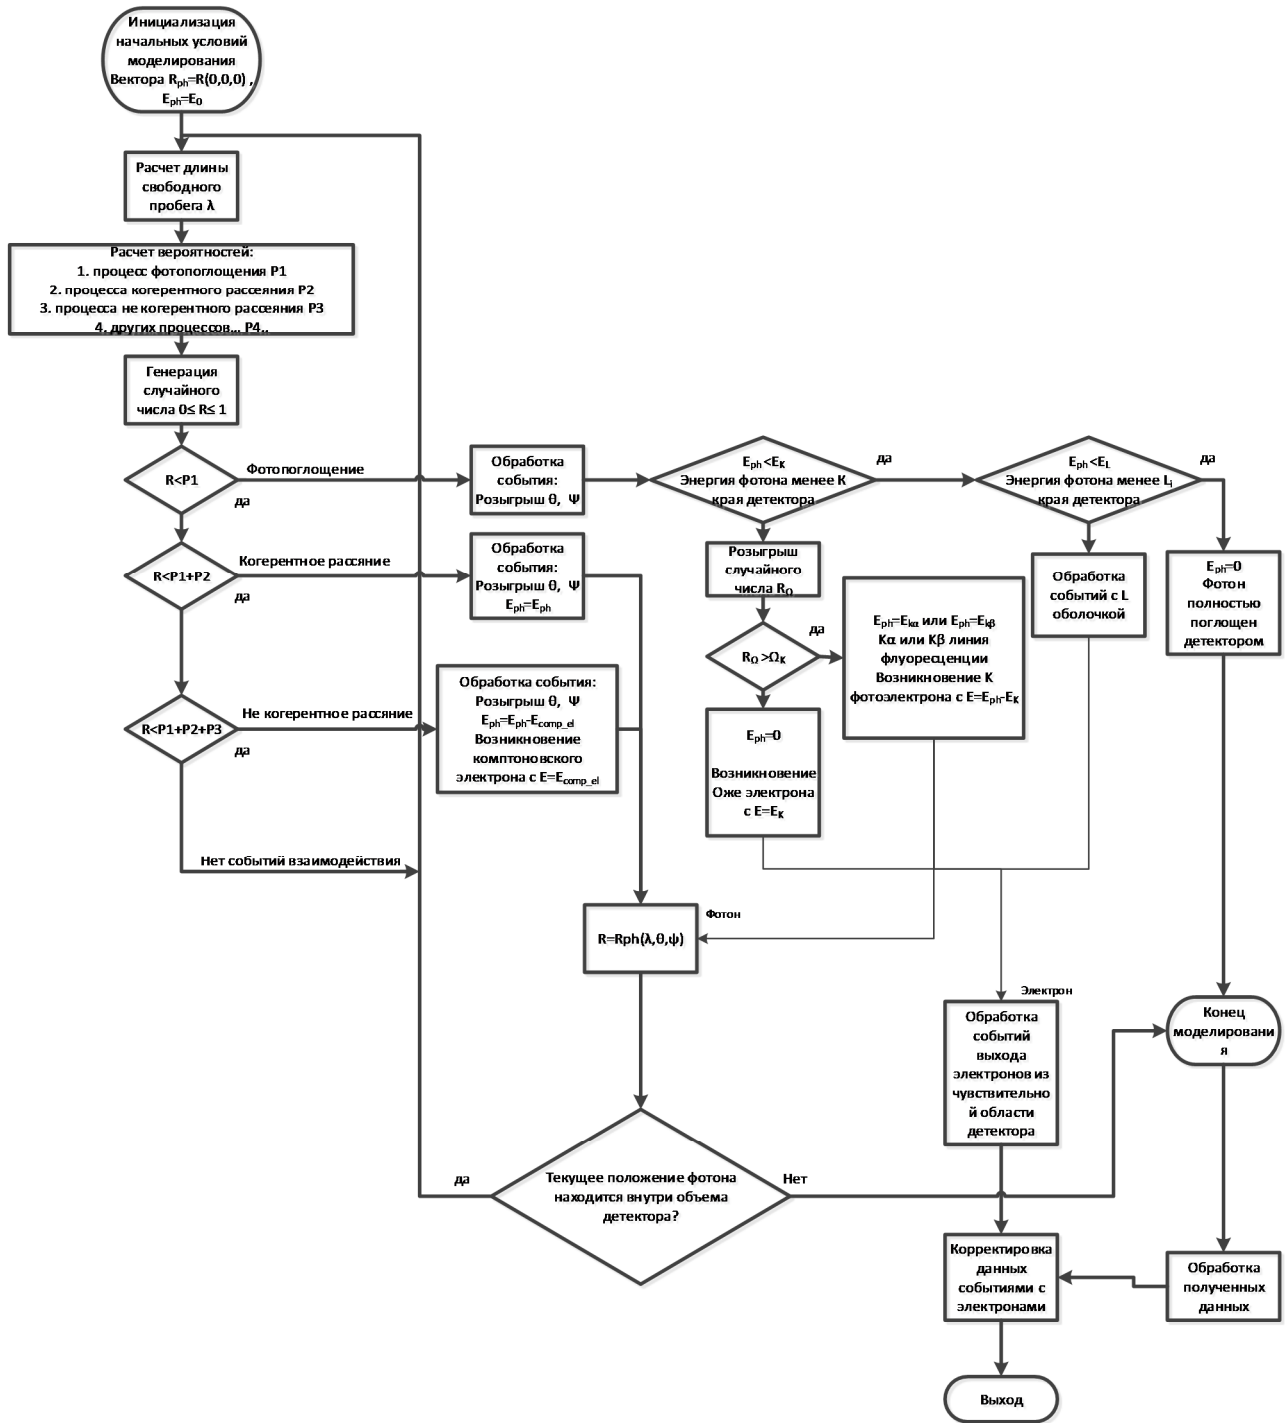 Инициализация
начальных условий
моделирования
Вектора Rph=R(0,0,0) ,
Eph=E0
Расчет длины
свободного
пробега λ
Расчет вероятностей:
1. процесс фотопоглощения P1
2. процесса когерентного рассеяния P2
3. процесса не когерентного рассеяния P3
4. других процессов... P4..
Генерация
случайного
числа 0≤ R≤ 1
R<P1
Фотопоглощение
да
Обработка
события:
Розыгрыш θ, Ψ
Eph<EK
Энергия фотона менее K
края детектора
да
Eph<EL
Энергия фотона менее Li
края детектора
да
R<P1+P2
Когерентное рассяние
да
Обработка
события:
Розыгрыш θ, Ψ
Eph=Eph
Розыгрыш
случайного
числа RΩ
Обработка
событий с L
оболочкой
Eph=0
Фотон
полностью
поглощен
детектором
RΩ >ΩK
да
Eph=Ekα или Eph=Ekβ
Kα или Kβ линия
флуоресценции
Возникновение K
фотоэлектрона с E=Eph-EK
R<P1+P2+P3
Не когерентное рассяние
да
Обработка события:
Розыгрыш θ, Ψ
Eph=Eph-Ecomp_el
Возникновение
комптоновского
электрона с E=Ecomp_el
Eph=0
Возникновение
Оже электрона
с E=EK
Нет событий взаимодействия
R=Rph(λ,θ,ψ)
Фотон
Электрон
Обработка
событий
выхода
электронов из
чувствительно
й области
детектора
Конец
моделировани
я
Текущее положение фотона
находится внутри объема
детектора?
да
Нет
Корректировка
данных
событиями с
электронами
Обработка
полученных
данных
Выход